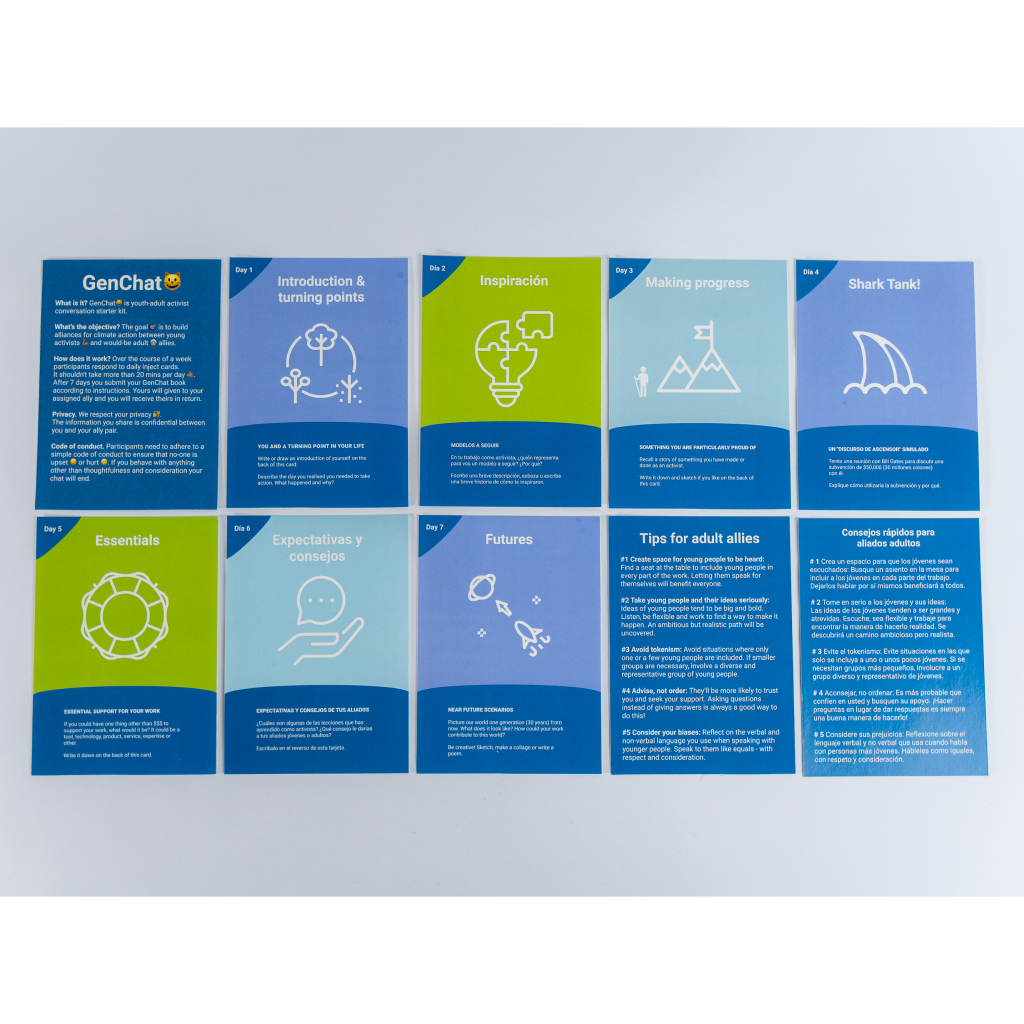 GenChat😺
What is it? GenChat😺 is youth-adult activist
conversation starter kit.
What's the objective? The goal 🎯 is to build
alliances for climate action between young
activists and would-be adult allies.
How does it work? Over the course of a week
participants respond to daily inject cards.
It shouldn't take more than 20 mins per day
After 7 days you submit your GenChat book
according to instructions. Yours will given to your
assigned ally and you will receive theirs in return.
Privacy. We respect your privacy 🔐.
The information you share is confidential between
you and your ally pair.
Code of conduct. Participants need to adhere to a
simple code of conduct to ensure that no-one is
upset or hurt. If you behave with anything
other than thoughtfulness and consideration your
chat will end.
Day 1
Introduction &
turning points
YOU AND A TURNING POINT IN YOUR LIFE
Write or draw an introduction of yourself on the
back of this card.
Describe the day you realised you needed to take
action. What happened and why?
Día 2
Inspiración
MODELOS A SEGUIR
En tu trabajo como activista, ¿quién representa
para vos un modelo a seguir? ¿Por qué?
Escribe una breve descripción, esboza o escribe
una breve historia de cómo te inspiraron.
Day 3
Making progress
SOMETHING YOU ARE PARTICULARLY PROUD OF
Recall a story of something you have made or
done as an activist.
Write it down and sketch if you like on the back of
this card.
Día 4
Shark Tank!
UN "DISCURSO DE ASCENSOR" SIMULADO
Tenés una reunión con Bill Gates para discutir una
subvención de $50,000 (30 millones colones)
con él.
Explique cómo utilizaría la subvención y por qué.
Day 5
Essentials
ESSENTIAL SUPPORT FOR YOUR WORK
If you could have one thing other than $$$ to
support your work, what would it be? It could be a
tool, technology, product, service, expertise or
other.
Write it down on the back of this card.
Día 6
Expectativas y
consejos
EXPECTATIVAS Y CONSEJOS DE TUS ALIADOS
¿Cuáles son algunas de las lecciones que has
aprendido como activista? ¿Qué consejo le darías
a tus aliados jóvenes o adultos?
Escríbalo en el reverso de esta tarjeta.
Day 7
Futures
NEAR FUTURE SCENARIOS
Picture our world one generation (30 years) from
now. What does it look like? How could your work
contribute to this world?
Be creative! Sketch, make a collage or write a
poem.
Tips for adult allies
#1 Create space for young people to be heard:
Find a seat at the table to include young people in
every part of the work. Letting them speak for
themselves will benefit everyone.
#2 Take young people and their ideas seriously:
Ideas of young people tend to be big and bold.
Listen, be flexible and work to find a way to make it
happen. An ambitious but realistic path will be
uncovered.
#3 Avoid tokenism: Avoid situations where only
one or a few young people are included. If smaller
groups are necessary, involve a diverse and
representative group of young people.
#4 Advise, not order: They'll be more likely to trust
you and seek your support. Asking questions
instead of giving answers is always a good way to
do this!
#5 Consider your biases: Reflect on the verbal and
non-verbal language you use when speaking with
younger people. Speak to them like equals - with
respect and consideration.
Consejos rápidos para
aliados adultos
# 1 Crea un espacio para que los jóvenes sean
escuchados: Busque un asiento en la mesa para
incluir a los jóvenes en cada parte del trabajo.
Dejarlos hablar por sí mismos beneficiará a todos.
# 2 Tome en serio a los jóvenes y sus ideas:
Las ideas de los jóvenes tienden a ser grandes y
atrevidas. Escuche, sea flexible y trabaje para
encontrar la manera de hacerlo realidad. Se
descubrirá un camino ambicioso pero realista.
# 3 Evite el tokenismo: Evite situaciones en las que
solo se incluya a uno o unos pocos jóvenes. Si se
necesitan grupos más pequeños, involucre a un
grupo diverso y representativo de jóvenes.
# 4 Aconsejar, no ordenar: Es más probable que
confíen en usted y busquen su apoyo. ¡Hacer
preguntas en lugar de dar respuestas es siempre
una buena manera de hacerlo!
# 5 Considere sus prejuicios: Reflexione sobre el
lenguaje verbal y no verbal que usa cuando habla
con personas más jóvenes. Hábleles como iguales,
con respeto y consideración.